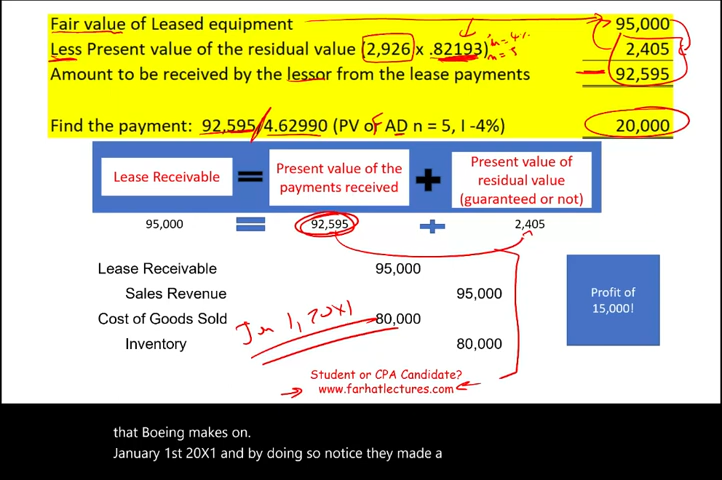 Fair value of Leased equipment 95,000
Less Present value of the residual value (2,926 x .82193) i = 4% 2,405
n = 5
Amount to be received by the lessor from the lease payments 92,595
Find the payment: 92,595/4.62990 (PV of AD n = 5, I -4%) 20,000
Lease Receivable = Present value of the payments received + Present value of residual value (guaranteed or not)
95,000 = 92,595 + 2,405
Lease Receivable 95,000
Sales Revenue 95,000
Cost of Goods Sold 80,000
Inventory 80,000
Jan 1, 20X1
Profit of
15,000!
Student or CPA Candidate?
www.farhatlectures.com
that Boeing makes on.
January 1st 20X1 and by doing so notice they made a